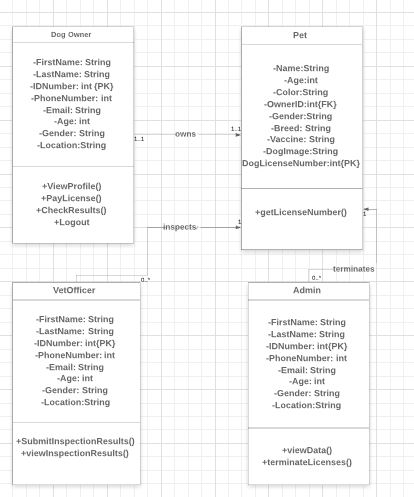 Dog Owner
-FirstName: String
-LastName: String
-IDNumber: int {PK}
-PhoneNumber: int
-Email: String
-Age: int
-Gender: String
-Location:String
+ViewProfile()
+PayLicense()
+CheckResults()
+Logout
1..1
owns
1..1
Pet
-Name:String
-Age:int
-Color:String
-OwnerID:int{FK}
-Gender:String
-Breed: String
-Vaccine: String
-DogImage:String
DogLicenseNumber:int{PK}
+getLicenseNumber()
inspects
1
1
0..*
terminates
0..*
VetOfficer
-FirstName: String
-LastName: String
-IDNumber: int{PK}
-PhoneNumber: int
-Email: String
-Age: int
-Gender: String
-Location:String
+SubmitInspectionResults()
+viewInspectionResults()
Admin
-FirstName: String
-LastName: String
-IDNumber: int{PK}
-PhoneNumber: int
-Email: String
-Age: int
-Gender: String
-Location:String
+viewData()
+terminateLicenses()